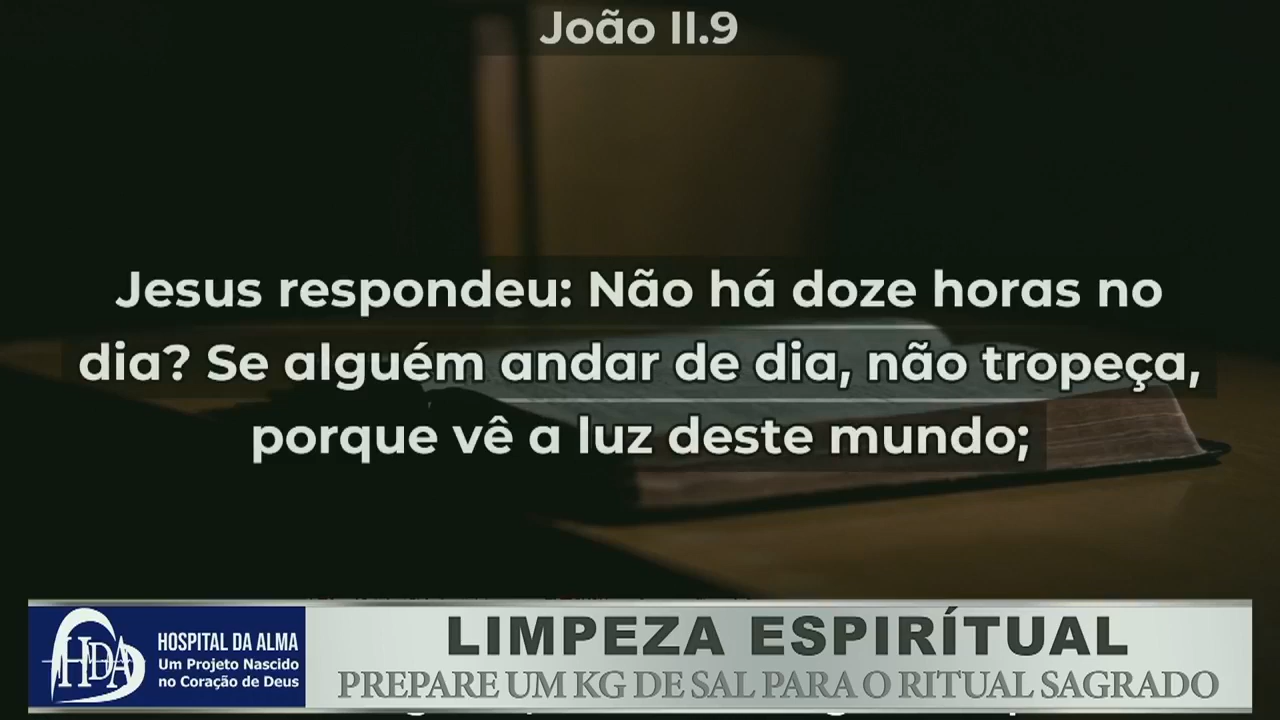 João II.9
Jesus respondeu: Não há doze horas no
dia? Se alguém andar de dia, não tropeça,
porque vê a luz deste mundo;
HDA
HOSPITAL DA ALMA
Um Projeto Nascido
no Coração de Deus
LIMPEZA ESPIRÍTUAL
PREPARE UM KG DE SAL PARA O RITUAL SAGRADO